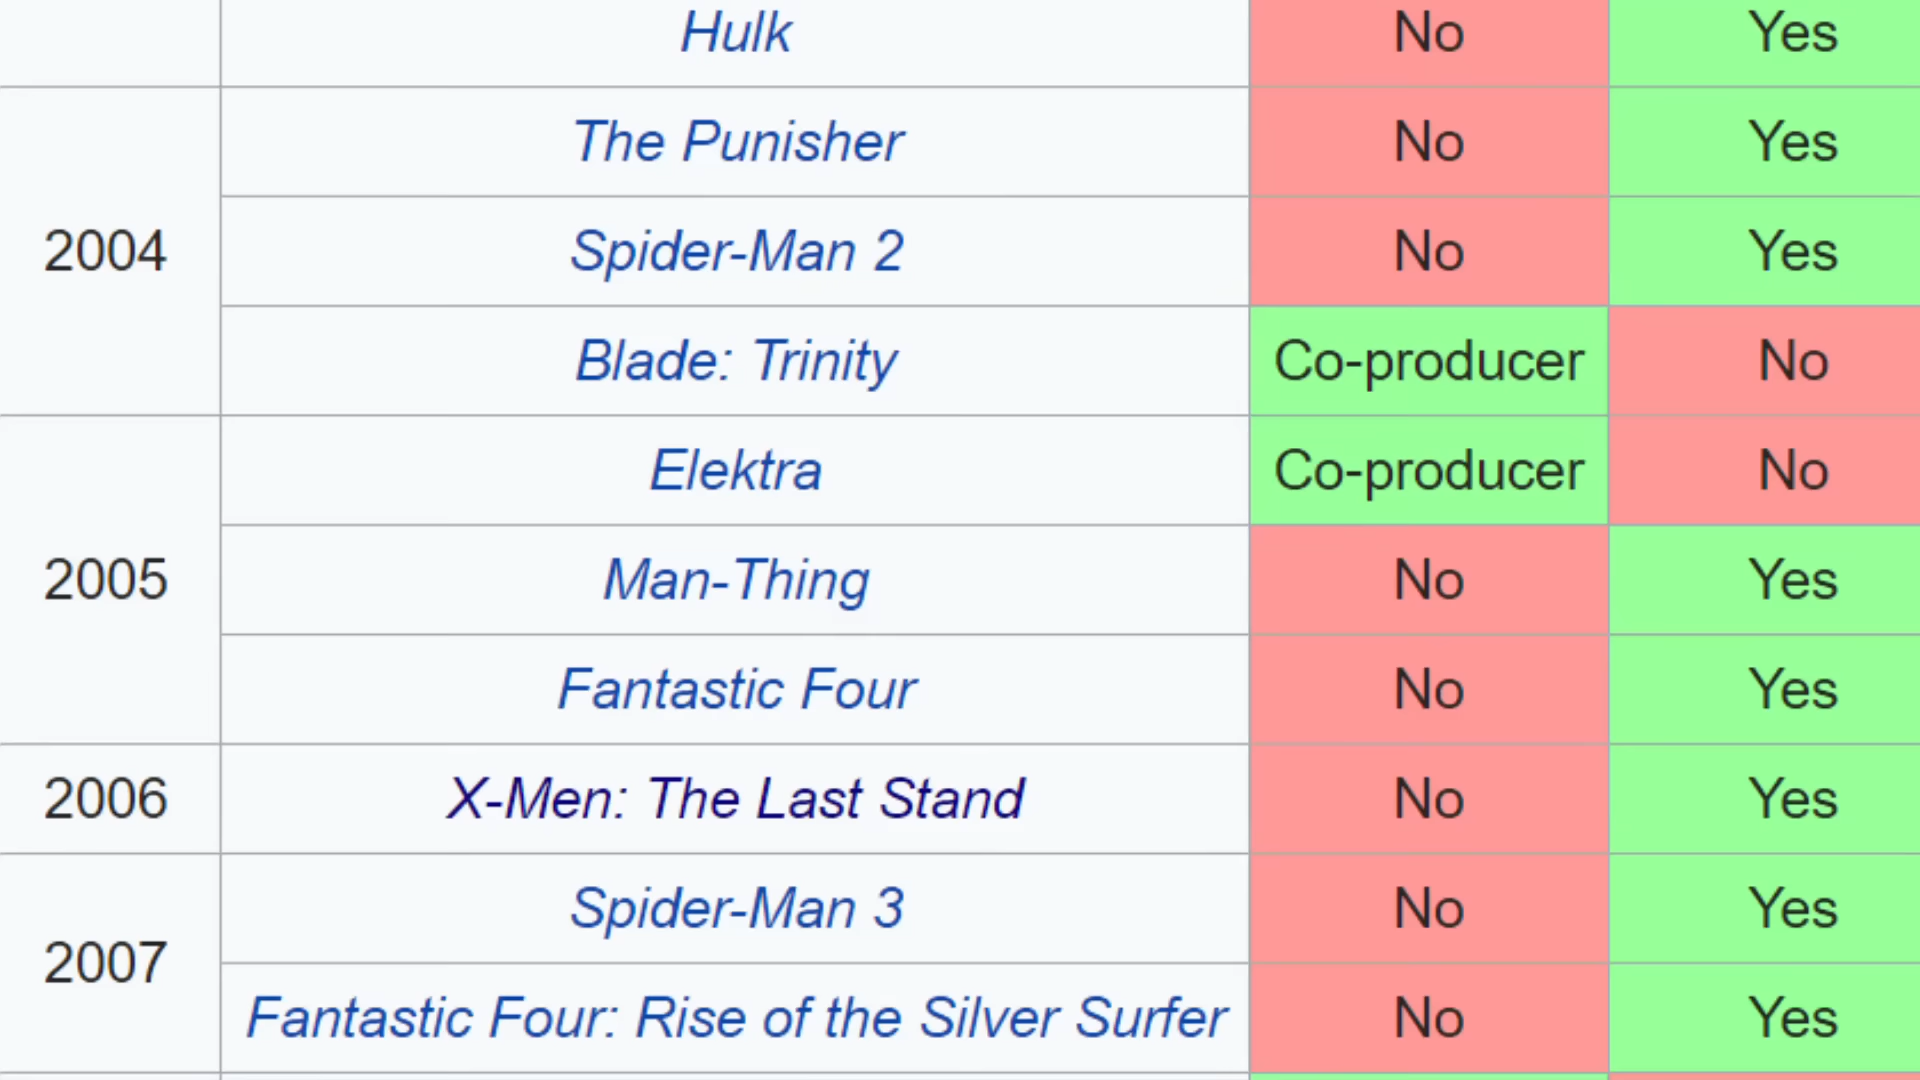 Hulk No Yes
2004 The Punisher No Yes
Spider-Man 2 No Yes
Blade: Trinity Co-producer No
2005 Elektra Co-producer No
Man-Thing No Yes
Fantastic Four No Yes
2006 X-Men: The Last Stand No Yes
2007 Spider-Man 3 No Yes
Fantastic Four: Rise of the Silver Surfer No Yes